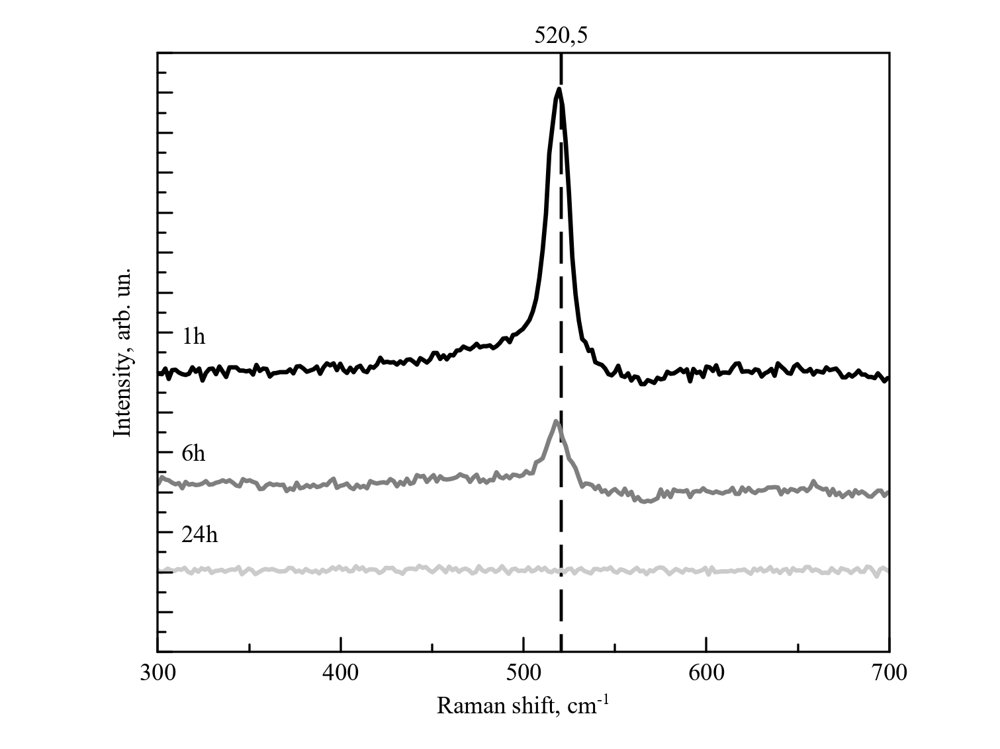 520,5
Intensity, arb. un.
1h
6h
24h
300 400 500 600 700
Raman shift, cm-1